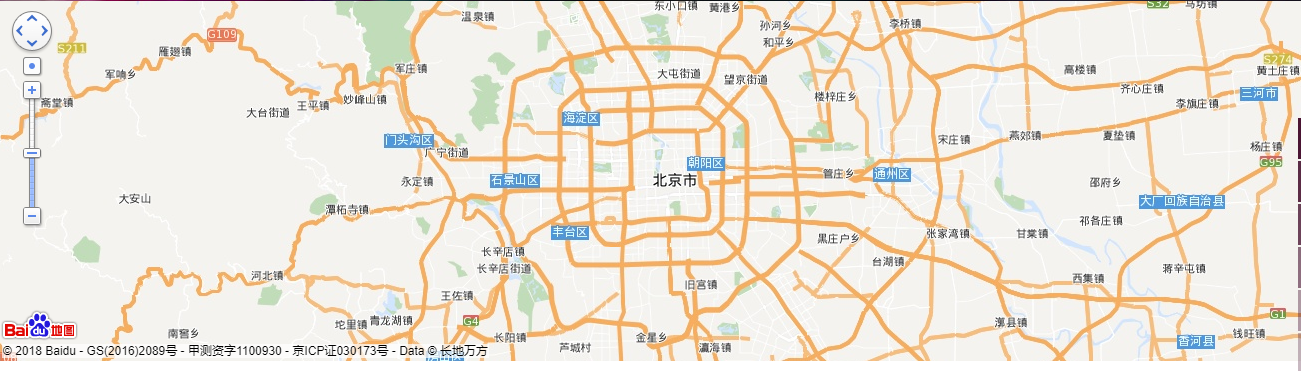 东小口镇
黄港乡
S32
马坊镇
温泉镇
孙河乡
李桥镇
G109
和平乡
S211
雁翅镇
S274
军响乡
军庄镇
大屯街道
望京街道
高楼镇
黄土庄镇
齐心庄镇
三河市
斋堂镇
王平镇
妙峰山镇
楼梓庄乡
李旗庄镇
大台街道
海淀区
门头沟区
宋庄镇
燕郊镇
夏垫镇
杨庄镇
广宁街道
朝阳区
G95
永定镇
石景山区
北京市
管庄乡
通州区
邵府乡
大安山
大厂回族自治县
潭柘寺镇
祁各庄镇
丰台区
黑庄户乡
张家湾镇
甘棠镇
长辛店镇
台湖镇
长辛店街道
蒋辛屯镇
河北镇
旧宫镇
西集镇
王佐镇
G1
坨里镇
青龙湖镇
G4
漷县镇
Bai 地图
南窖乡
长阳镇
金星乡
钱旺镇
香河县
© 2018 Baidu - GS(2016)2089号 - 甲测资字1100930 - 京ICP证030173号 - Data © 长地万方
芦城村
瀛海镇